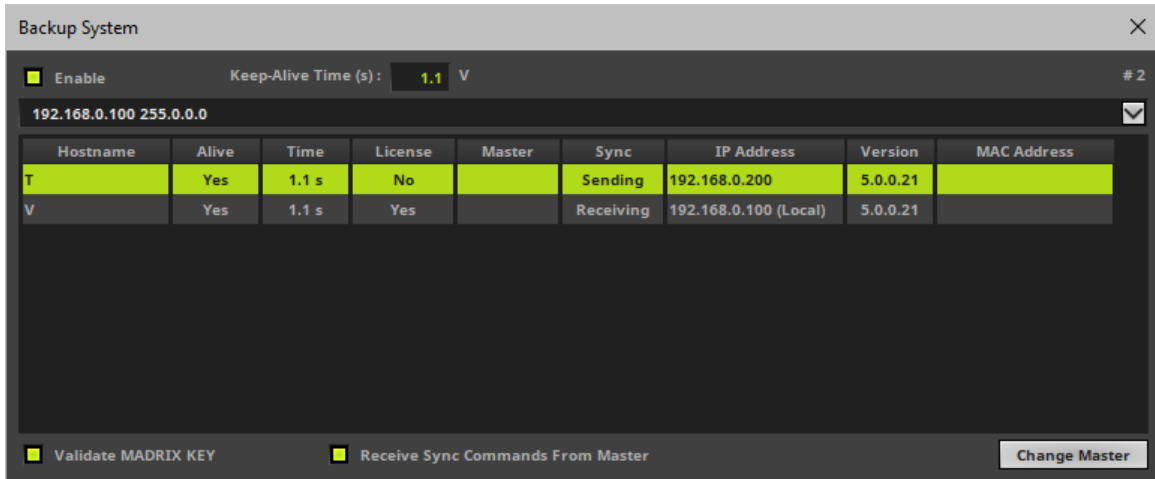 Backup System
Enable Keep-Alive Time (s) : 1.1 V # 2
192.168.0.100 255.0.0.0
Hostname Alive Time License Master Sync IP Address Version MAC Address
T Yes 1.1 s No Sending 192.168.0.200 5.0.0.21
V Yes 1.1 s Yes Receiving 192.168.0.100 (Local) 5.0.0.21
Validate MADRIX KEY Receive Sync Commands From Master Change Master